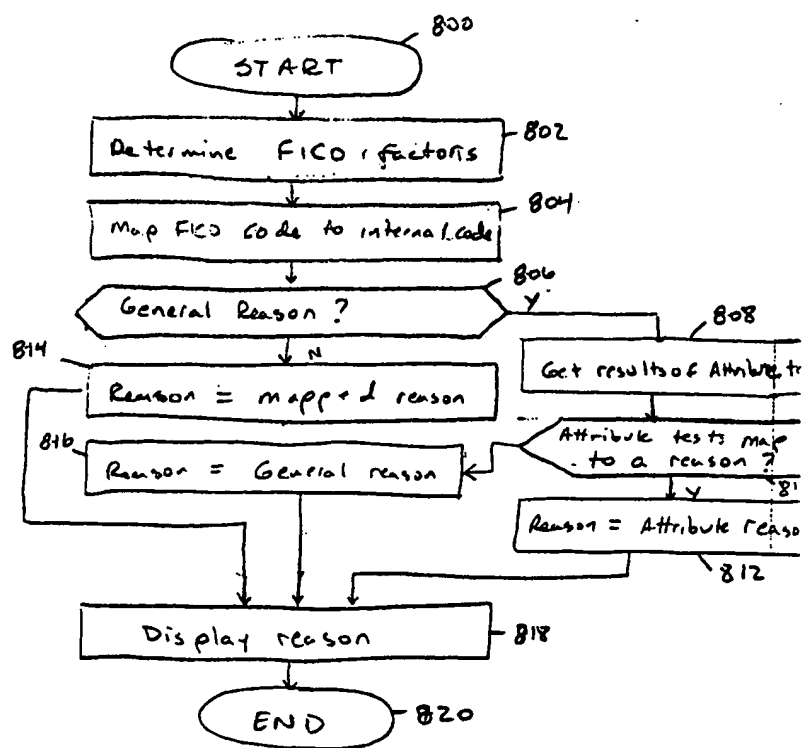 800
START
802
Determine FICO factors
804
Map FICO code to internal code
806
General Reason?
Y
808
814
N
Get results of Attribute
Reason = mapped reason
816
Attribute tests map
to a reason?
Reason = General reason
Y
Reason = Attribute reaso
812
Display reason
818
END
820